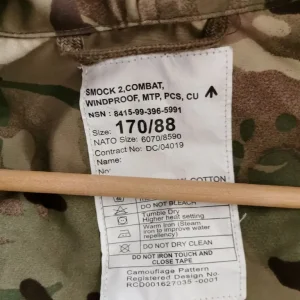 SMOCK 2,COMBAT,
WINDPROOF, MTP, PCS, CU
NSN : 8415-99-396-5991
Size: 170/88
NATO Size: 6070/8590
Contract No: DC/04019
Name:
No:
COTTON
DO NOT BLEACH
Tumble Dry
Higher heat setting
Warm Iron (Steam
iron to improve water
repellency)
DO NOT DRY CLEAN
DO NOT IRON TOUCH AND
CLOSE TAPE
Camouflage Pattern
Registered Design No.
RCD001627035 -0001